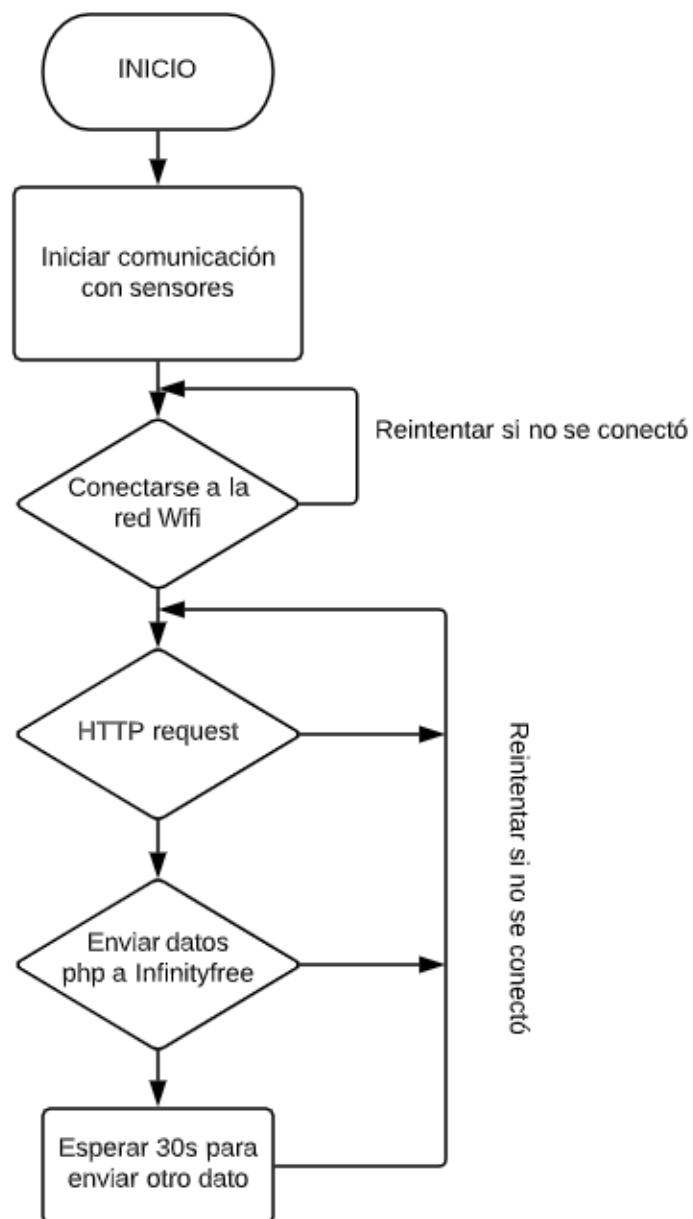 INICIO
Iniciar comunicación
con sensores
Reintentar si no se conectó
Conectarse a la
red Wifi
HTTP request
Reintentar si no se conectó
Enviar datos
php a Infinityfree
Esperar 30s para
enviar otro dato